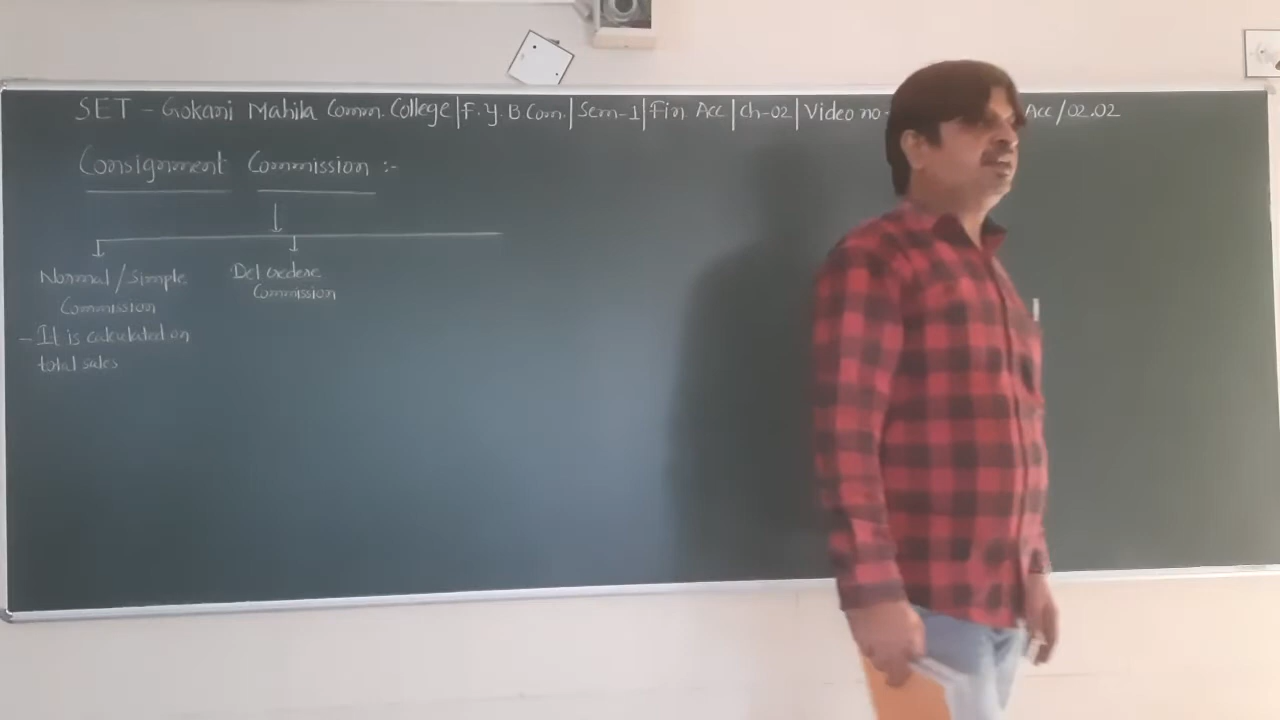 SET - Gokani Mahila Comm. College | F. Y. B Com. | Sem-1 | Fin Acc | Ch-02 | Video no- Acc / 02.02
Consignment Commission :-
Normal / Simple Commission
- It is calculated on
total sales
Del credere
Commission